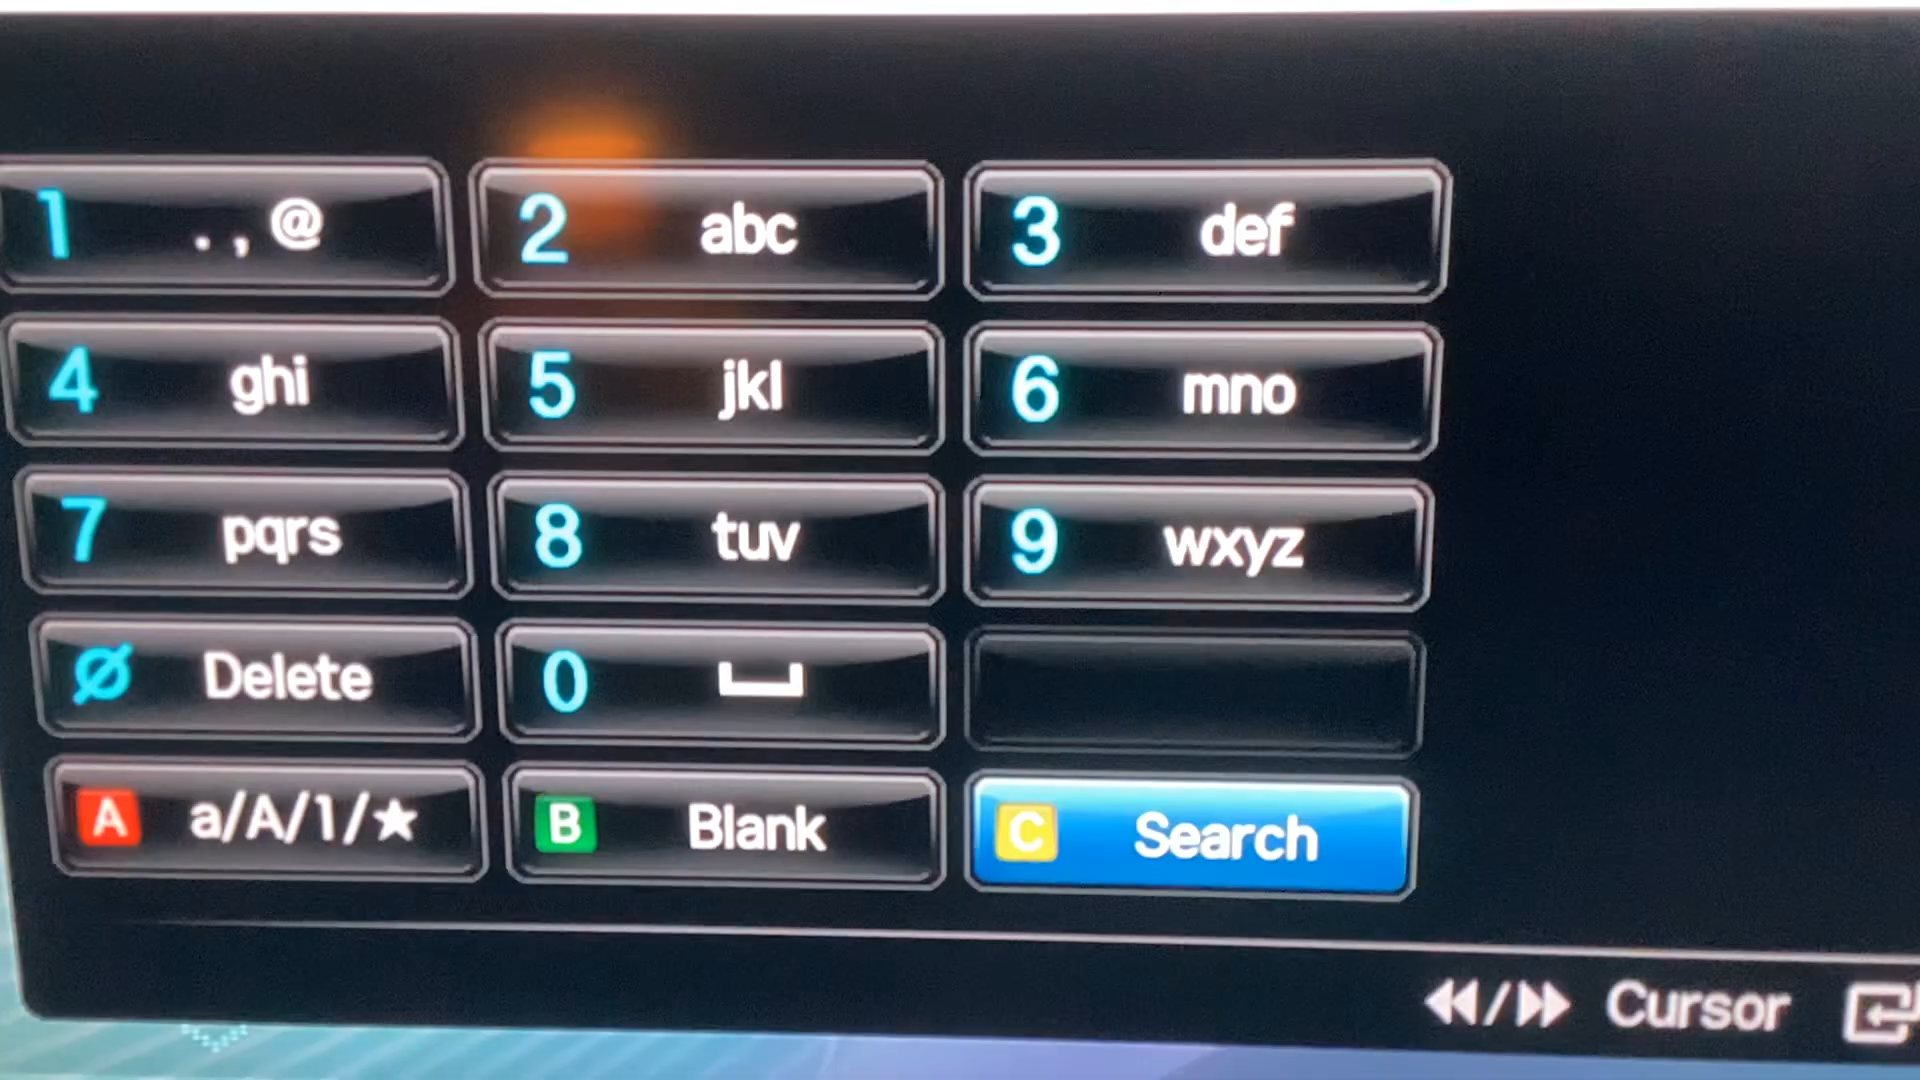 1 . , @ 2 abc 3 def
4 ghi 5 jkl 6 mno
7 pqrs 8 tuv 9 wxyz
Ø Delete 0 ⎵
A a/A/1/★ B Blank C Search
◀◀/▶▶ Cursor